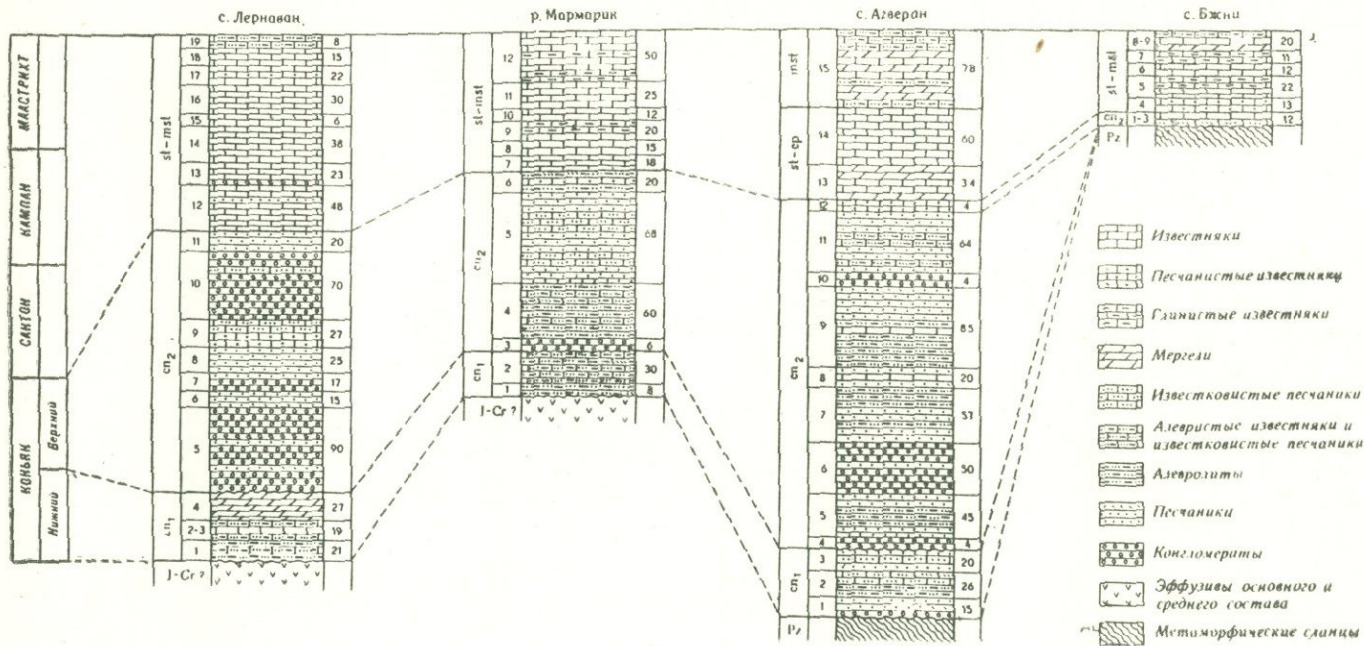 с. Лернаван
р. Мармарик
с. Агверан
с. Бжни
МААСТРИХТ
КАМПАН
САНТОН
КОНЬЯК
Верхний
Нижний
st-mst
cn₂
cn₁
J-Cr ?
19 8
18 15
17 22
16 30
15 6
14 38
13 23
12 48
11 20
10 70
9 27
8 25
7 17
6 15
5 90
4 27
2-3 19
1 21
st-mst
cn₂
cn₁
J-Cr ?
12 50
11 25
10 12
9 20
8 15
7 18
6 20
5 68
4 60
3 6
2 30
1 8
mst
st-cp
cn₂
cn₁
Pz
15 78
14 60
13 34
12 4
11 64
10 4
9 85
8 20
7 57
6 50
5 45
4 4
3 20
2 26
1 15
st-mst
cn₂
Pz
8-9 20
7 11
6 12
5 22
4 13
1-3 12
Известняки
Песчанистые известняки
Глинистые известняки
Мергели
Известковистые песчаники
Алевристые известняки и
известковистые песчаники
Алевролиты
Песчаники
Конгломераты
Эффузивы основного и
среднего состава
Метаморфические сланцы